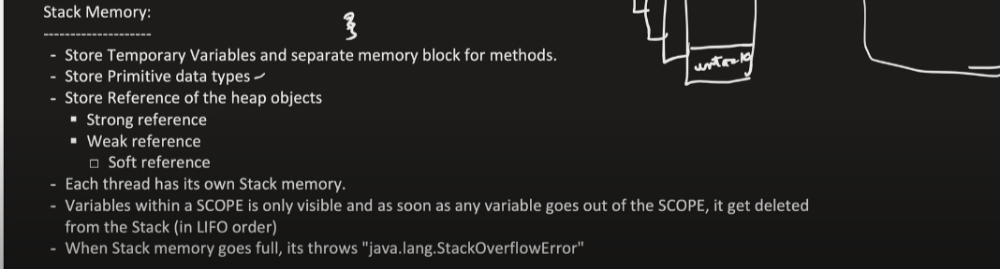 Stack Memory:
--------------------
- Store Temporary Variables and separate memory block for methods.
- Store Primitive data types
- Store Reference of the heap objects
▪ Strong reference
▪ Weak reference
□ Soft reference
- Each thread has its own Stack memory.
- Variables within a SCOPE is only visible and as soon as any variable goes out of the SCOPE, it get deleted
from the Stack (in LIFO order)
- When Stack memory goes full, its throws "java.lang.StackOverflowError"